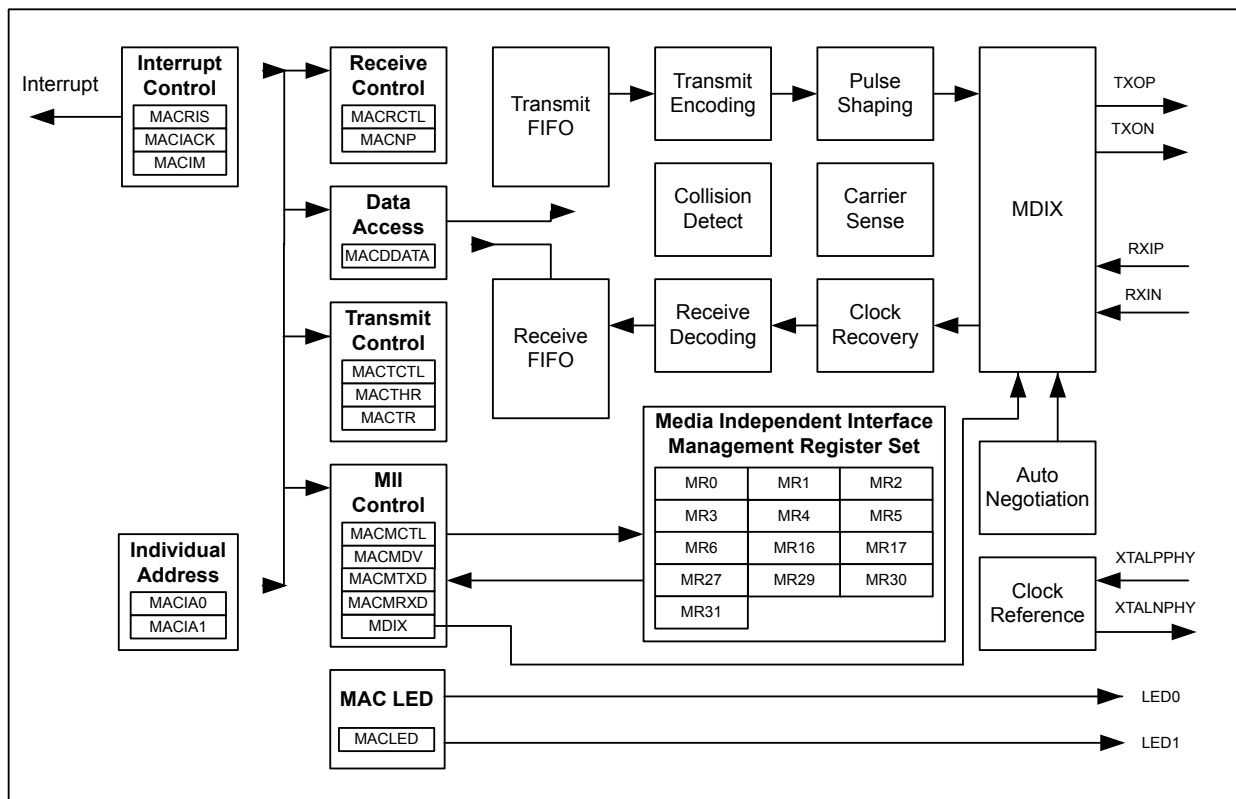 Interrupt
Interrupt
Control
MACRIS
MACIACK
MACIM
Receive
Control
MACRCTL
MACNP
Data
Access
MACDDATA
Transmit
Control
MACTCTL
MACTHR
MACTR
MII
Control
MACMCTL
MACMDV
MACMTXD
MACMRXD
MDIX
Individual
Address
MACIA0
MACIA1
MAC LED
MACLED
Transmit
FIFO
Receive
FIFO
Transmit
Encoding
Pulse
Shaping
Collision
Detect
Carrier
Sense
Receive
Decoding
Clock
Recovery
MDIX
TXOP
TXON
RXIP
RXIN
Media Independent Interface
Management Register Set
MR0 MR1 MR2
MR3 MR4 MR5
MR6 MR16 MR17
MR27 MR29 MR30
MR31
Auto
Negotiation
Clock
Reference
XTALPPHY
XTALNPHY
LED0
LED1